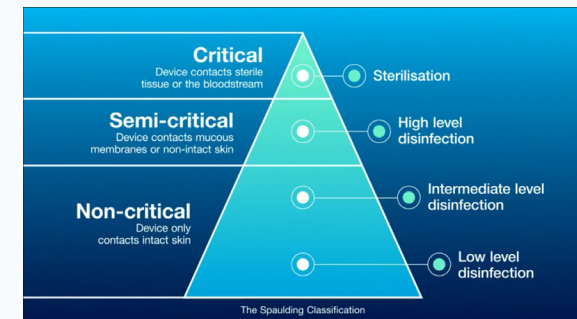 Critical
Device contacts sterile
tissue or the bloodstream
Sterilisation
Semi-critical
Device contacts mucous
membranes or non-intact skin
High level
disinfection
Non-critical
Device only
contacts intact skin
Intermediate level
disinfection
Low level
disinfection
The Spaulding Classification